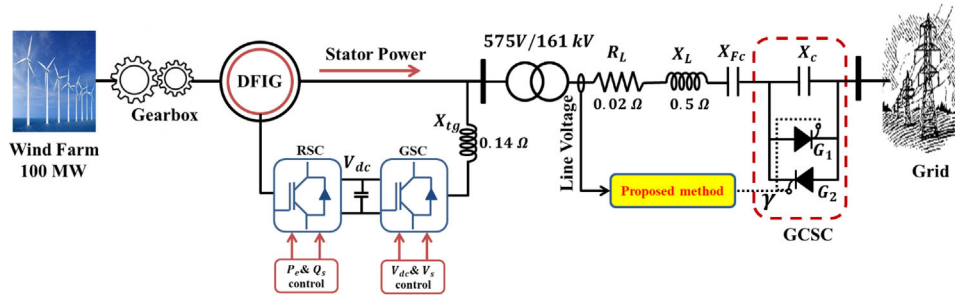 Wind Farm
100 MW
Gearbox
DFIG
Stator Power
RSC
V_dc
GSC
X_tg
0.14 Ω
P_e & Q_s
control
V_dc & V_s
control
575V/161 kV
Line Voltage
R_L
0.02 Ω
X_L
0.5 Ω
X_Fc
X_c
G_1
G_2
γ
Proposed method
GCSC
Grid